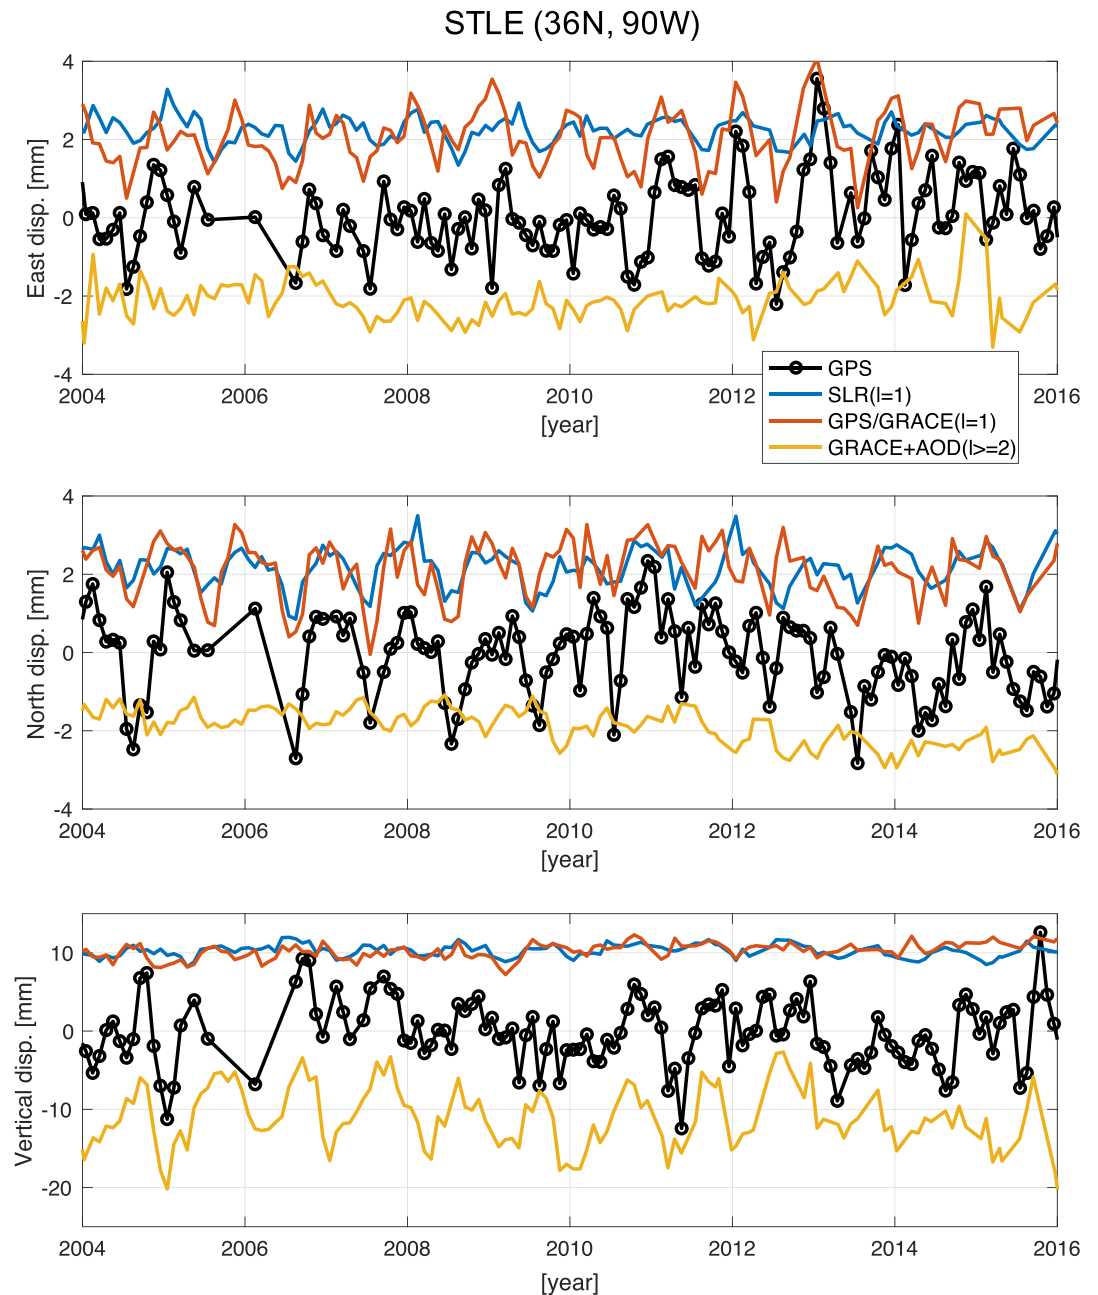 STLE (36N, 90W)
East disp. [mm]
4
2
0
-2
-4
2004 2006 2008 2010 2012 2016
[year]
GPS
SLR(l=1)
GPS/GRACE(l=1)
GRACE+AOD(l>=2)
North disp. [mm]
4
2
0
-2
-4
2004 2006 2008 2010 2012 2014 2016
[year]
Vertical disp. [mm]
10
0
-10
-20
2004 2006 2008 2010 2012 2014 2016
[year]